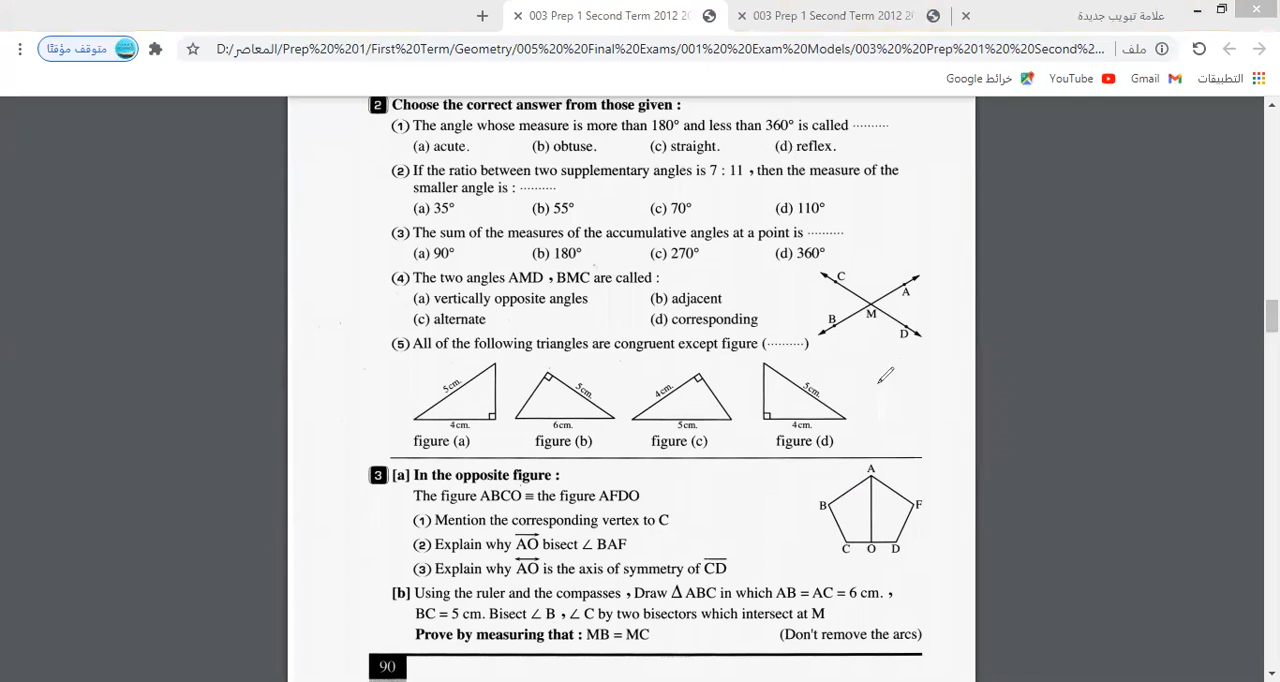 003 Prep 1 Second Term 2012 2
003 Prep 1 Second Term 2012 2
علامة تبويب جديدة
متوقف مؤقتًا
D:/المعاصر/Prep%20%201/First%20Term/Geometry/005%20%20Final%20Exams/001%20%20Exam%20Models/003%20%20Prep%201%20%20Second%2...
ملف
خرائط Google
YouTube
Gmail
التطبيقات
2 Choose the correct answer from those given :
(1) The angle whose measure is more than 180° and less than 360° is called ..........
(a) acute. (b) obtuse. (c) straight. (d) reflex.
(2) If the ratio between two supplementary angles is 7 : 11 , then the measure of the
smaller angle is : ..........
(a) 35° (b) 55° (c) 70° (d) 110°
(3) The sum of the measures of the accumulative angles at a point is ..........
(a) 90° (b) 180° (c) 270° (d) 360°
(4) The two angles AMD , BMC are called :
(a) vertically opposite angles (b) adjacent
(c) alternate (d) corresponding
C
A
M
B
D
(5) All of the following triangles are congruent except figure (..........)
5cm. 5cm. 4cm. 5cm.
4cm. 6cm. 5cm. 4cm.
figure (a) figure (b) figure (c) figure (d)
3 [a] In the opposite figure :
The figure ABCO ≡ the figure AFDO
(1) Mention the corresponding vertex to C
(2) Explain why AO bisect ∠ BAF
(3) Explain why AO is the axis of symmetry of CD
A
B F
C O D
[b] Using the ruler and the compasses , Draw Δ ABC in which AB = AC = 6 cm. ,
BC = 5 cm. Bisect ∠ B , ∠ C by two bisectors which intersect at M
Prove by measuring that : MB = MC (Don't remove the arcs)
90